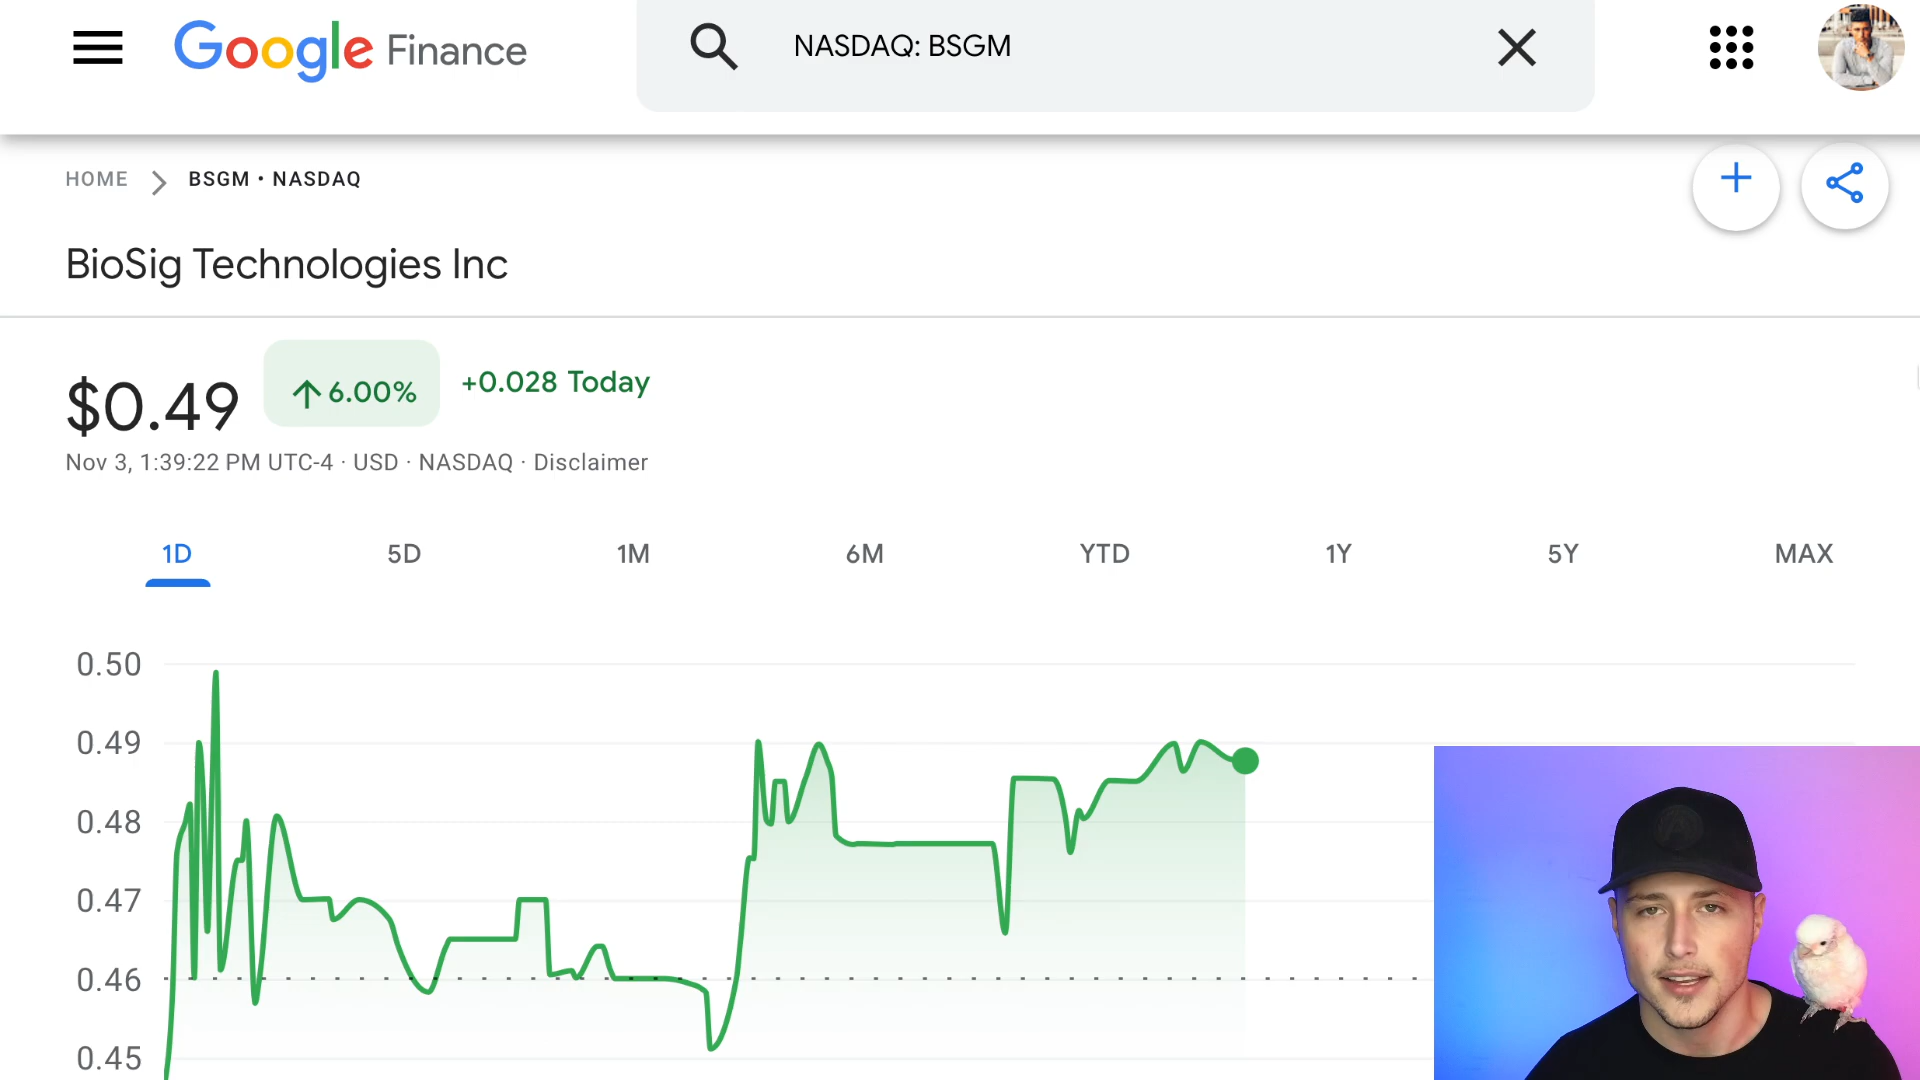 Google Finance
NASDAQ: BSGM
HOME > BSGM • NASDAQ
BioSig Technologies Inc
$0.49 ↑6.00% +0.028 Today
Nov 3, 1:39:22 PM UTC-4 · USD · NASDAQ · Disclaimer
1D 5D 1M 6M YTD 1Y 5Y MAX
0.50
0.49
0.48
0.47
0.46
0.45